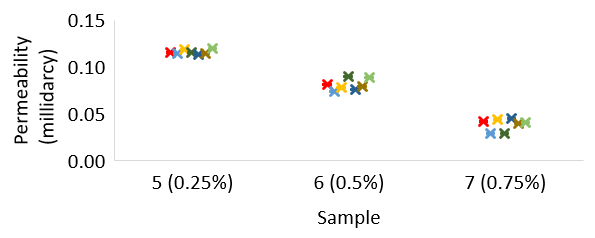 0.15
0.10
0.05
0.00
Permeability
(millidarcy)
5 (0.25%)
6 (0.5%)
7 (0.75%)
Sample